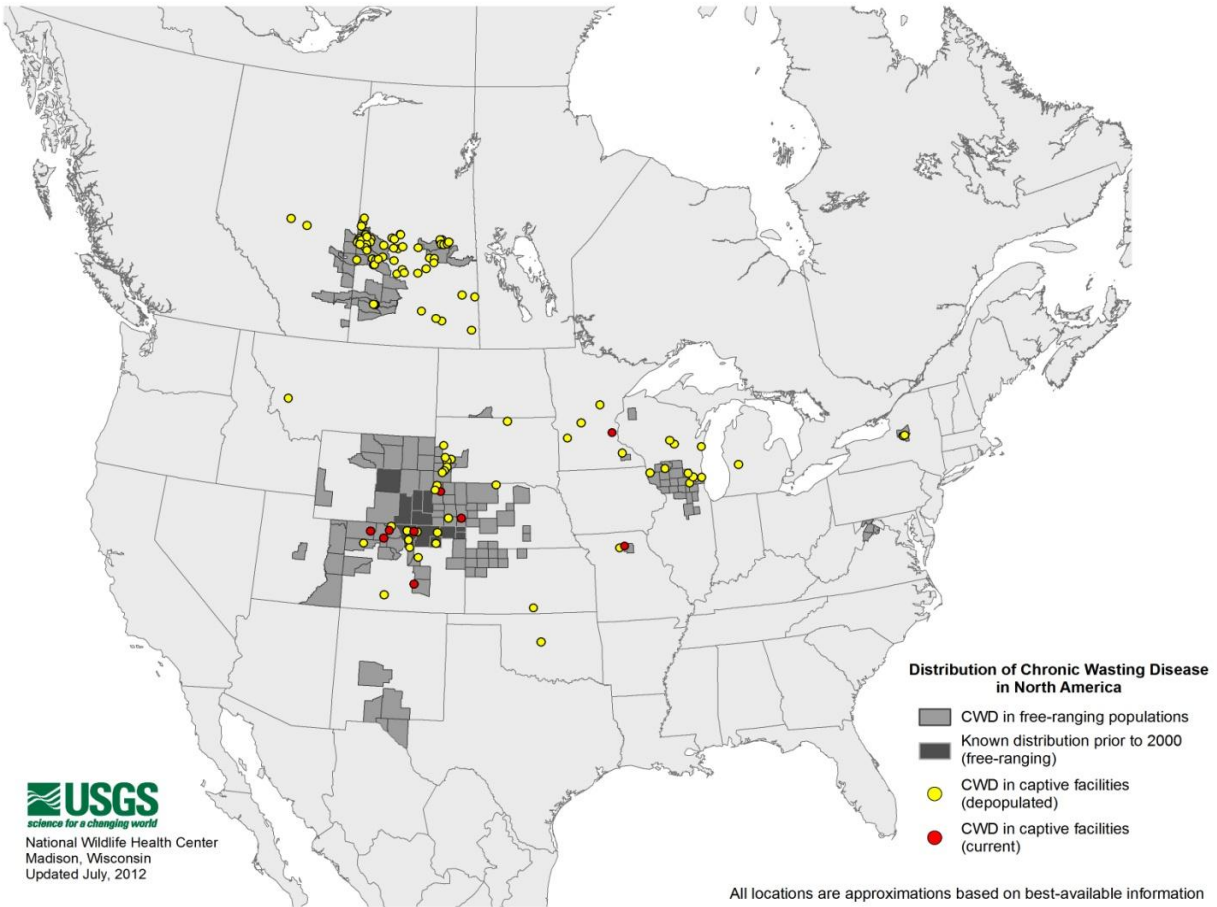 Distribution of Chronic Wasting Disease
in North America
CWD in free-ranging populations
Known distribution prior to 2000
(free-ranging)
CWD in captive facilities
(depopulated)
CWD in captive facilities
(current)
USGS
science for a changing world
National Wildlife Health Center
Madison, Wisconsin
Updated July, 2012
All locations are approximations based on best-available information